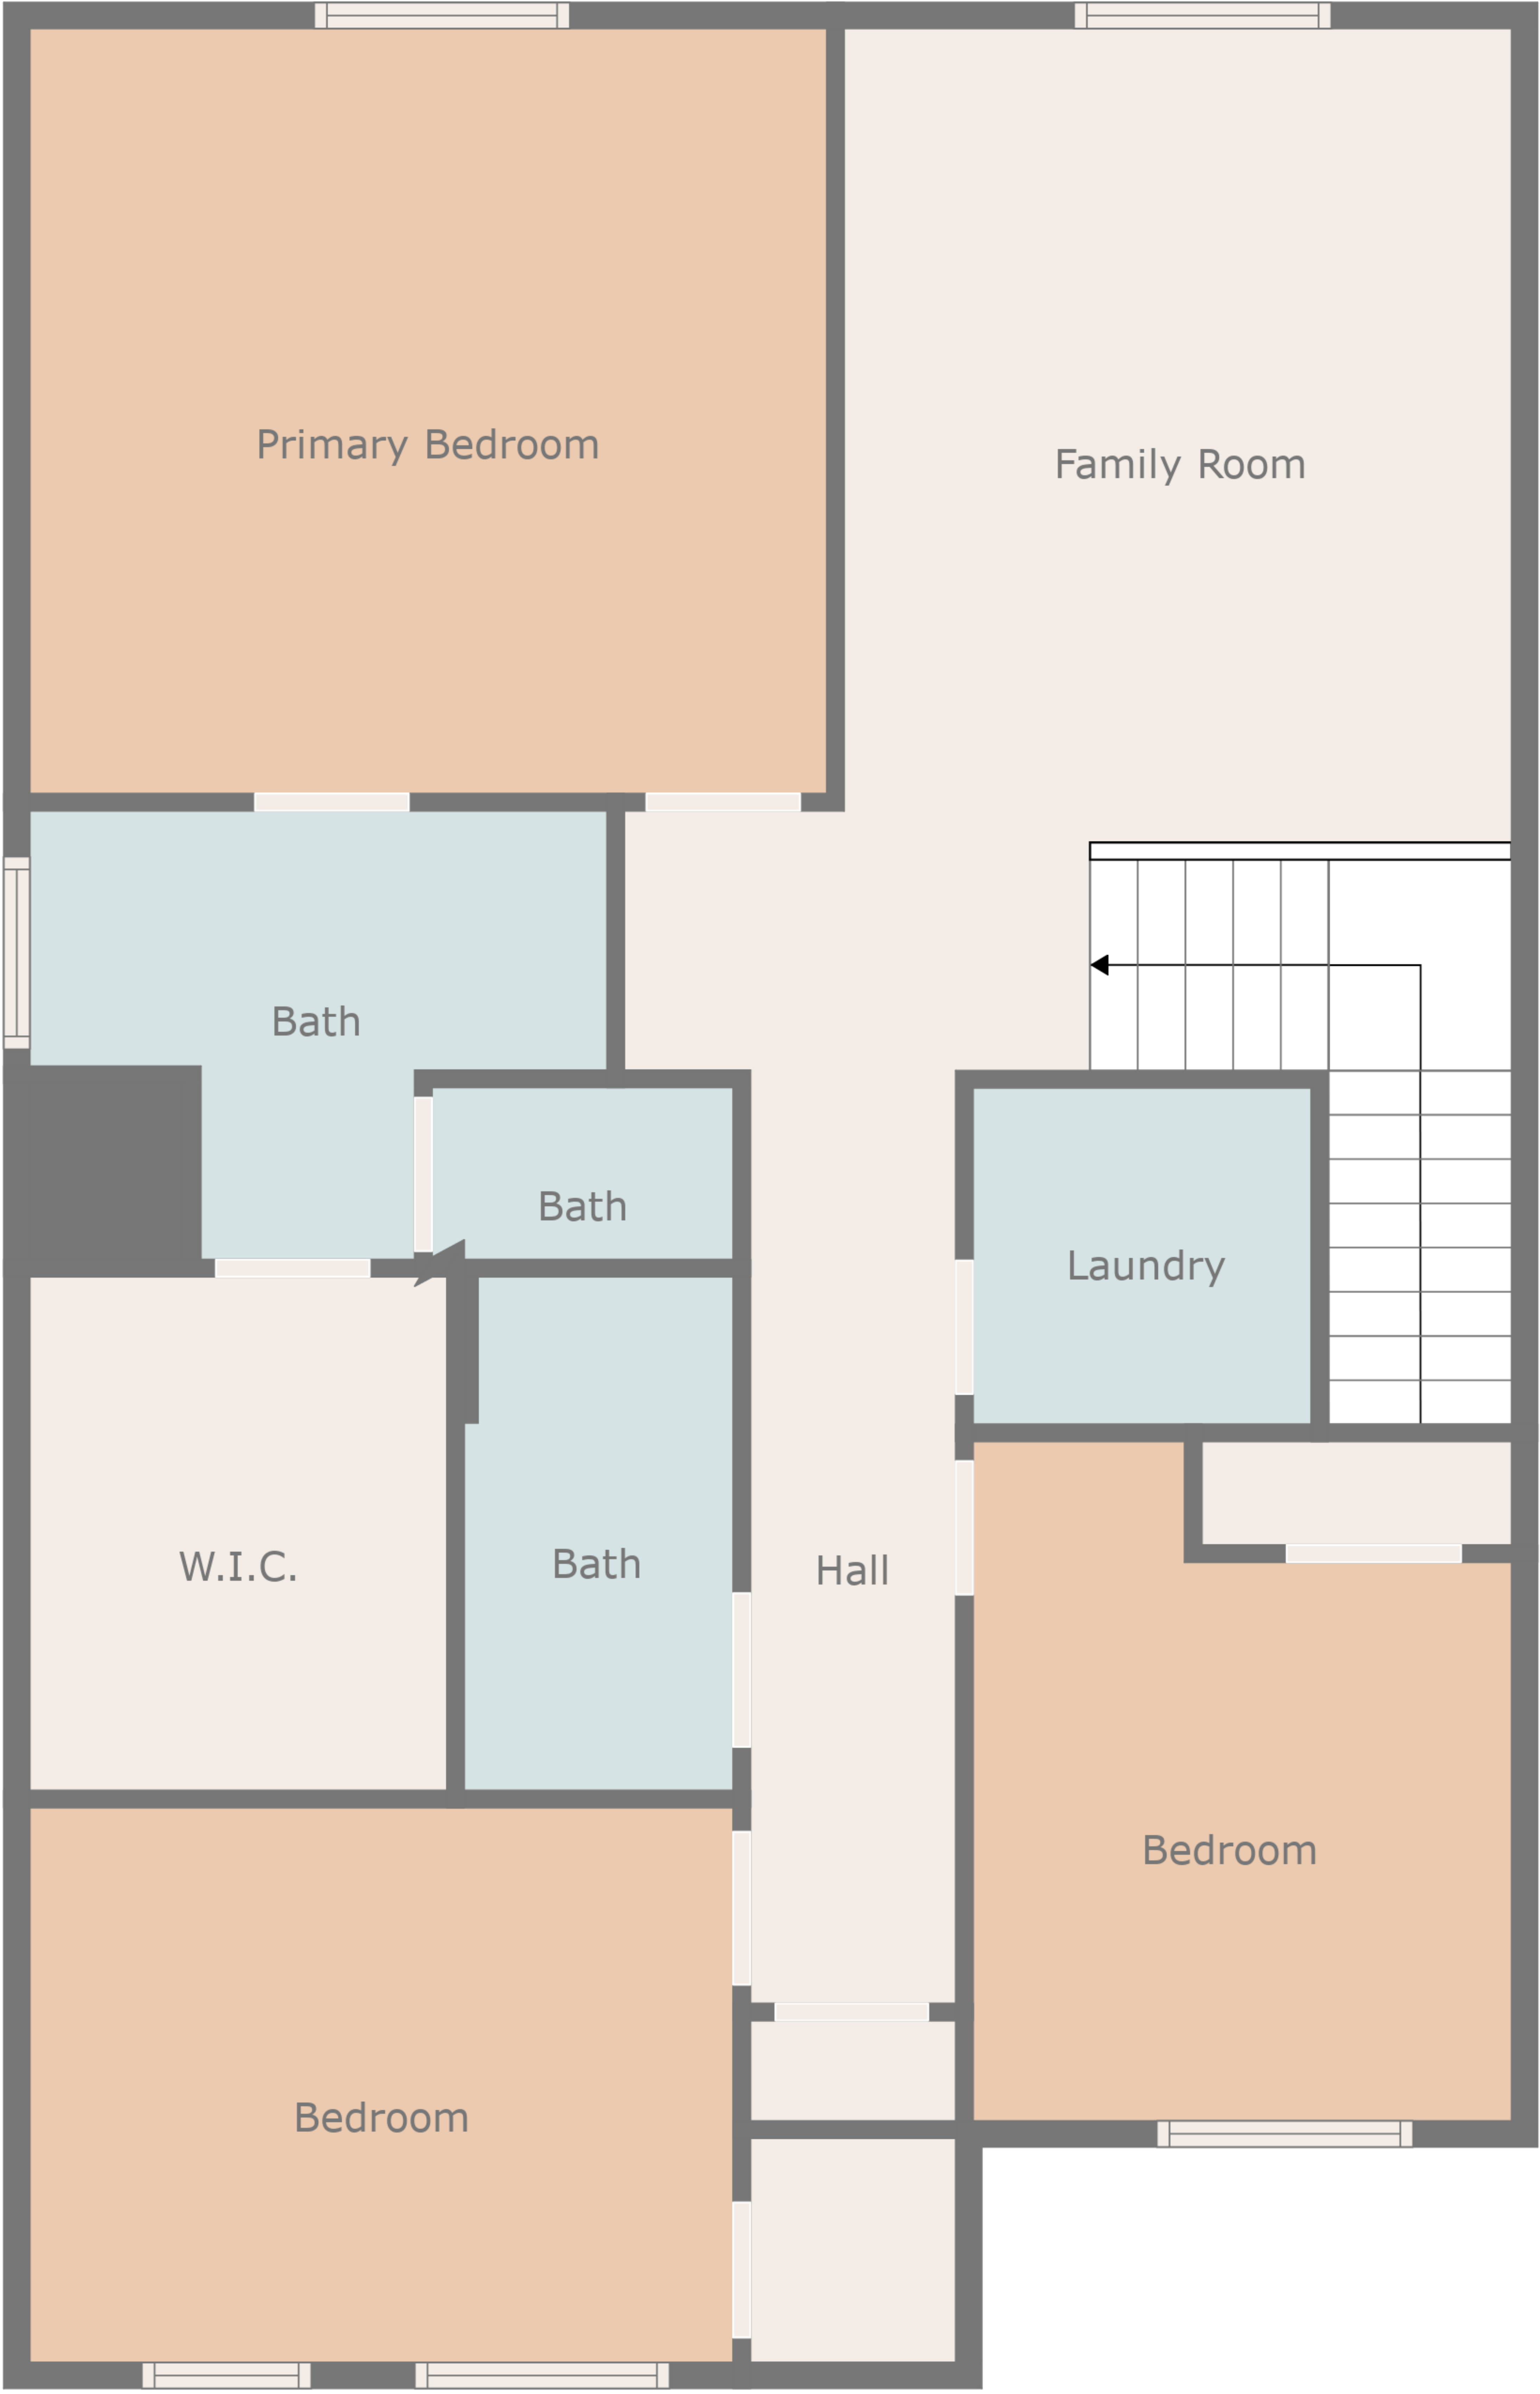 Primary Bedroom
Family Room
Bath
Bath
Laundry
W.I.C.
Bath
Hall
Bedroom
Bedroom